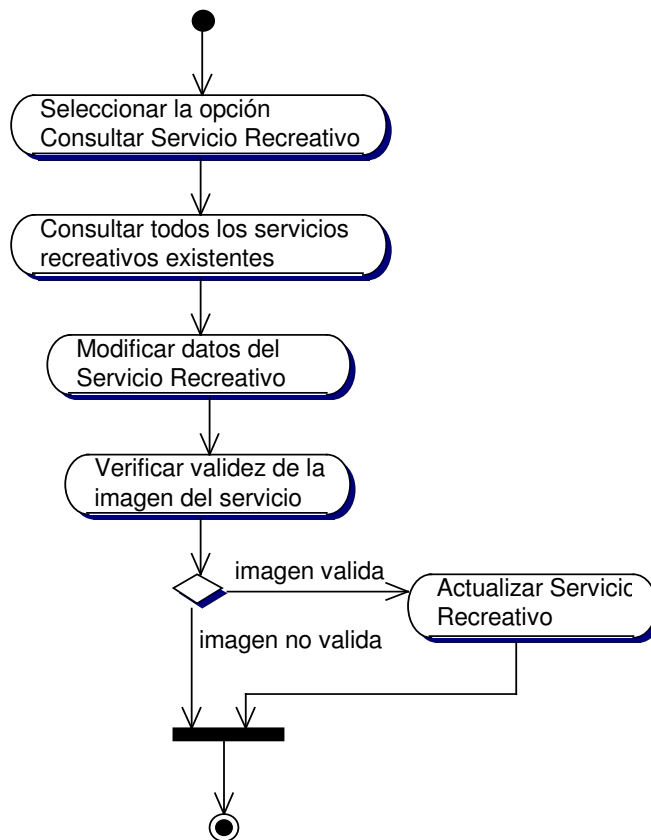 Seleccionar la opción
Consultar Servicio Recreativo
Consultar todos los servicios
recreativos existentes
Modificar datos del
Servicio Recreativo
Verificar validez de la
imagen del servicio
imagen valida
Actualizar Servicio
Recreativo
imagen no valida